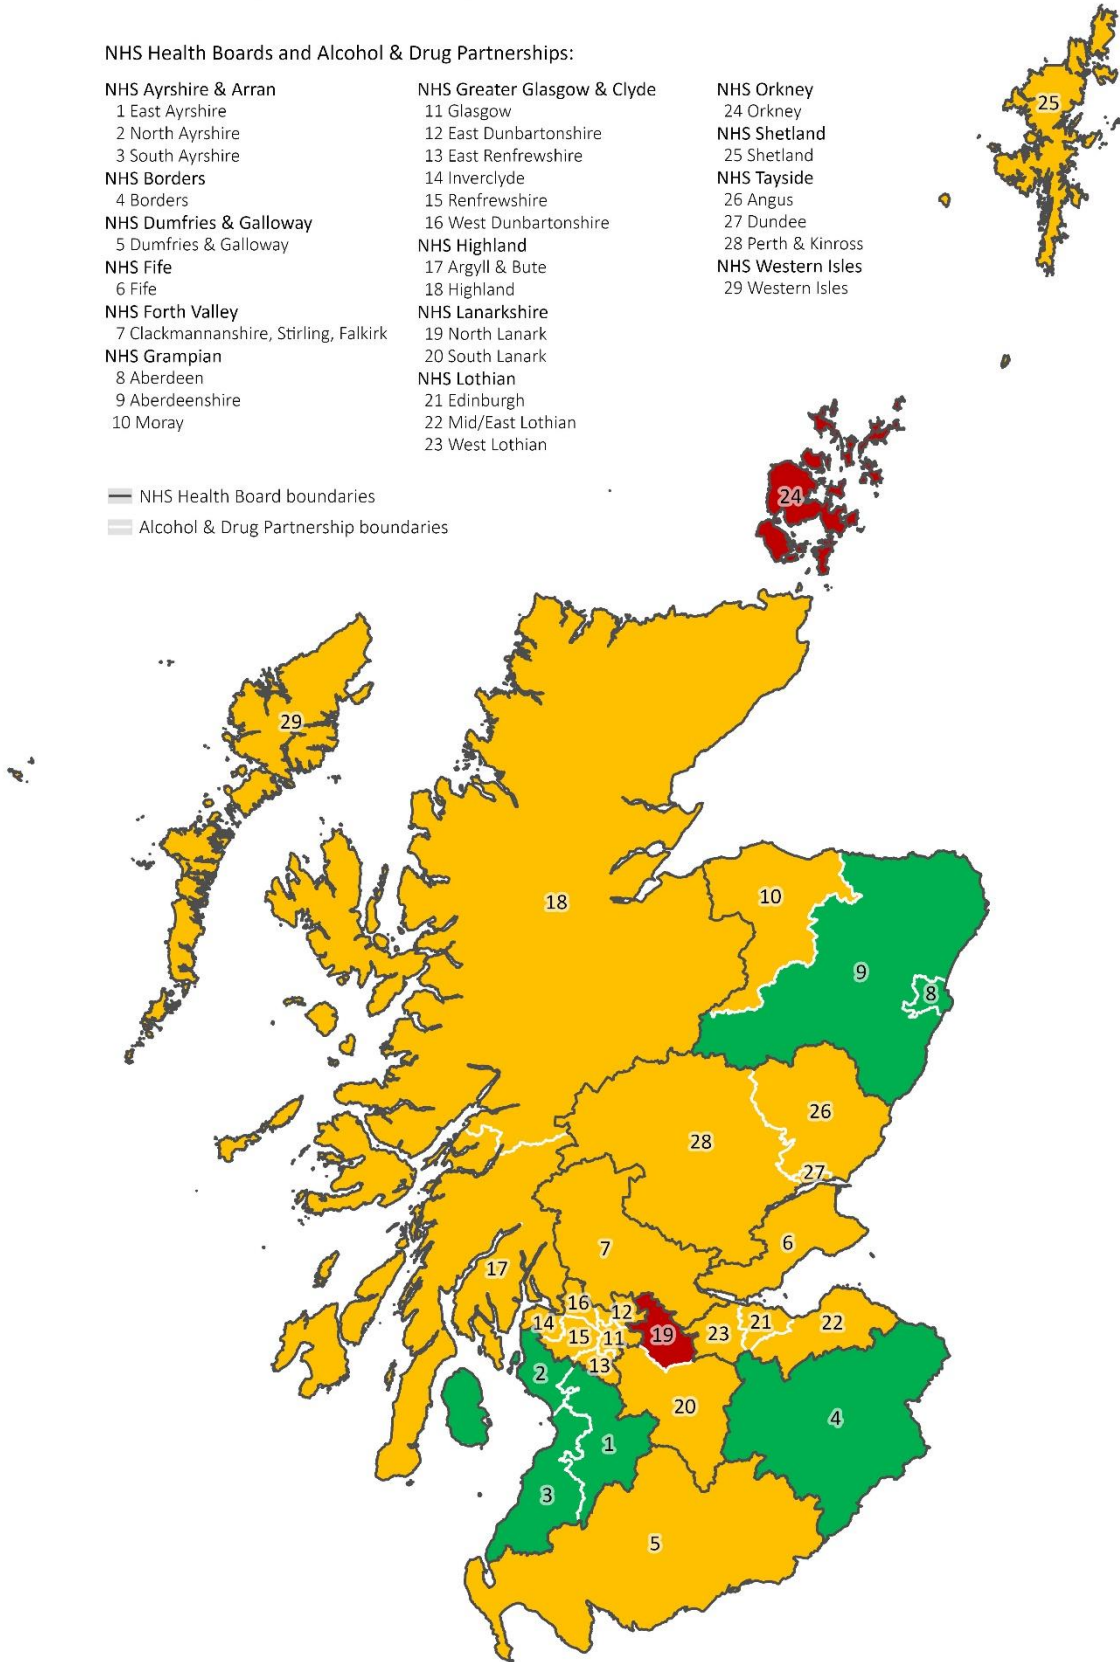 NHS Health Boards and Alcohol & Drug Partnerships:
NHS Ayrshire & Arran
1 East Ayrshire
2 North Ayrshire
3 South Ayrshire
NHS Borders
4 Borders
NHS Dumfries & Galloway
5 Dumfries & Galloway
NHS Fife
6 Fife
NHS Forth Valley
7 Clackmannanshire, Stirling, Falkirk
NHS Grampian
8 Aberdeen
9 Aberdeenshire
10 Moray
NHS Greater Glasgow & Clyde
11 Glasgow
12 East Dunbartonshire
13 East Renfrewshire
14 Inverclyde
15 Renfrewshire
16 West Dunbartonshire
NHS Highland
17 Argyll & Bute
18 Highland
NHS Lanarkshire
19 North Lanark
20 South Lanark
NHS Lothian
21 Edinburgh
22 Mid/East Lothian
23 West Lothian
NHS Orkney
24 Orkney
NHS Shetland
25 Shetland
NHS Tayside
26 Angus
27 Dundee
28 Perth & Kinross
NHS Western Isles
29 Western Isles
NHS Health Board boundaries
Alcohol & Drug Partnership boundaries
25
24
29
18
10
9
8
26
28
27
6
7
17
16
12
14
15
11
19
23
21
22
13
2
20
4
1
3
5